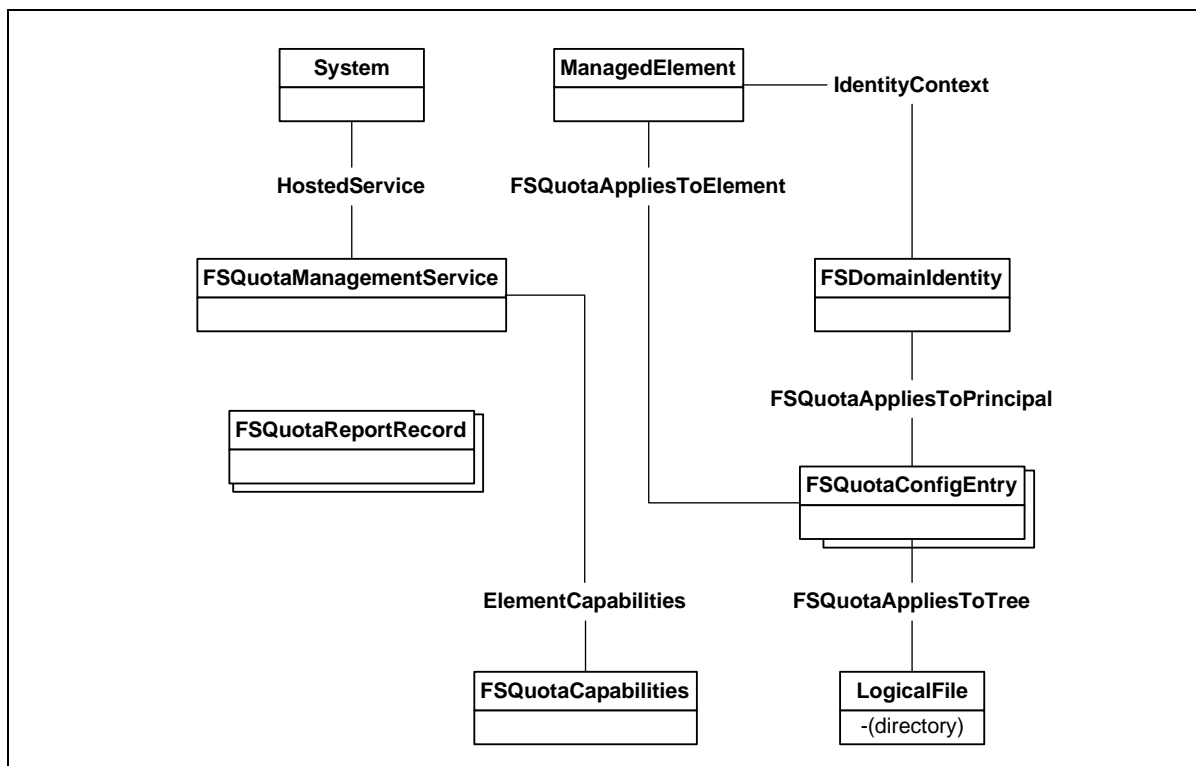 System
ManagedElement
IdentityContext
HostedService
FSQuotaAppliesToElement
FSQuotaManagementService
FSDomainIdentity
FSQuotaAppliesToPrincipal
FSQuotaReportRecord
FSQuotaConfigEntry
ElementCapabilities
FSQuotaAppliesToTree
FSQuotaCapabilities
LogicalFile
-(directory)